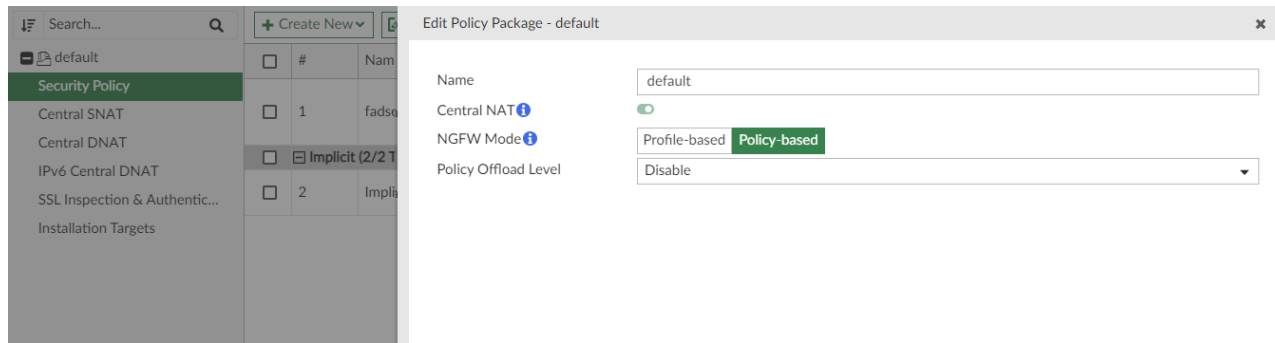 Search...
default
Security Policy
Central SNAT
Central DNAT
IPv6 Central DNAT
SSL Inspection & Authentic...
Installation Targets
Create New
# Nam
1
Implicit (2/2 T
2
Edit Policy Package - default
Name default
Central NAT
NGFW Mode Profile-based Policy-based
Policy Offload Level Disable